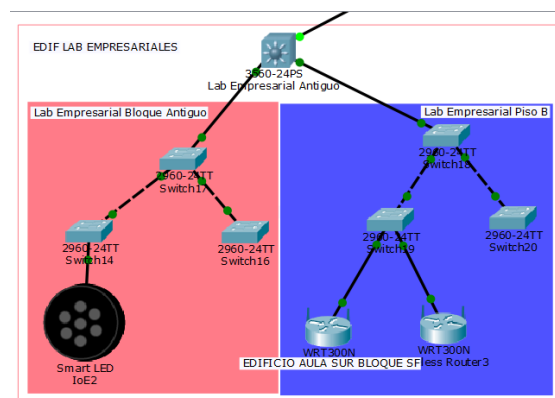 EDIF LAB EMPRESARIALES
3560-24PS
Lab Empresarial Antiguo
Lab Empresarial Bloque Antiguo
Lab Empresarial Piso B
2960-24TT
Switch17
2960-24TT
Switch18
2960-24TT
Switch14
2960-24TT
Switch16
2960-24TT
Switch19
2960-24TT
Switch20
Smart LED
IoE2
WRT300N
WRT300N
EDIFICIO AULA SUR BLOQUE SF
less Router3